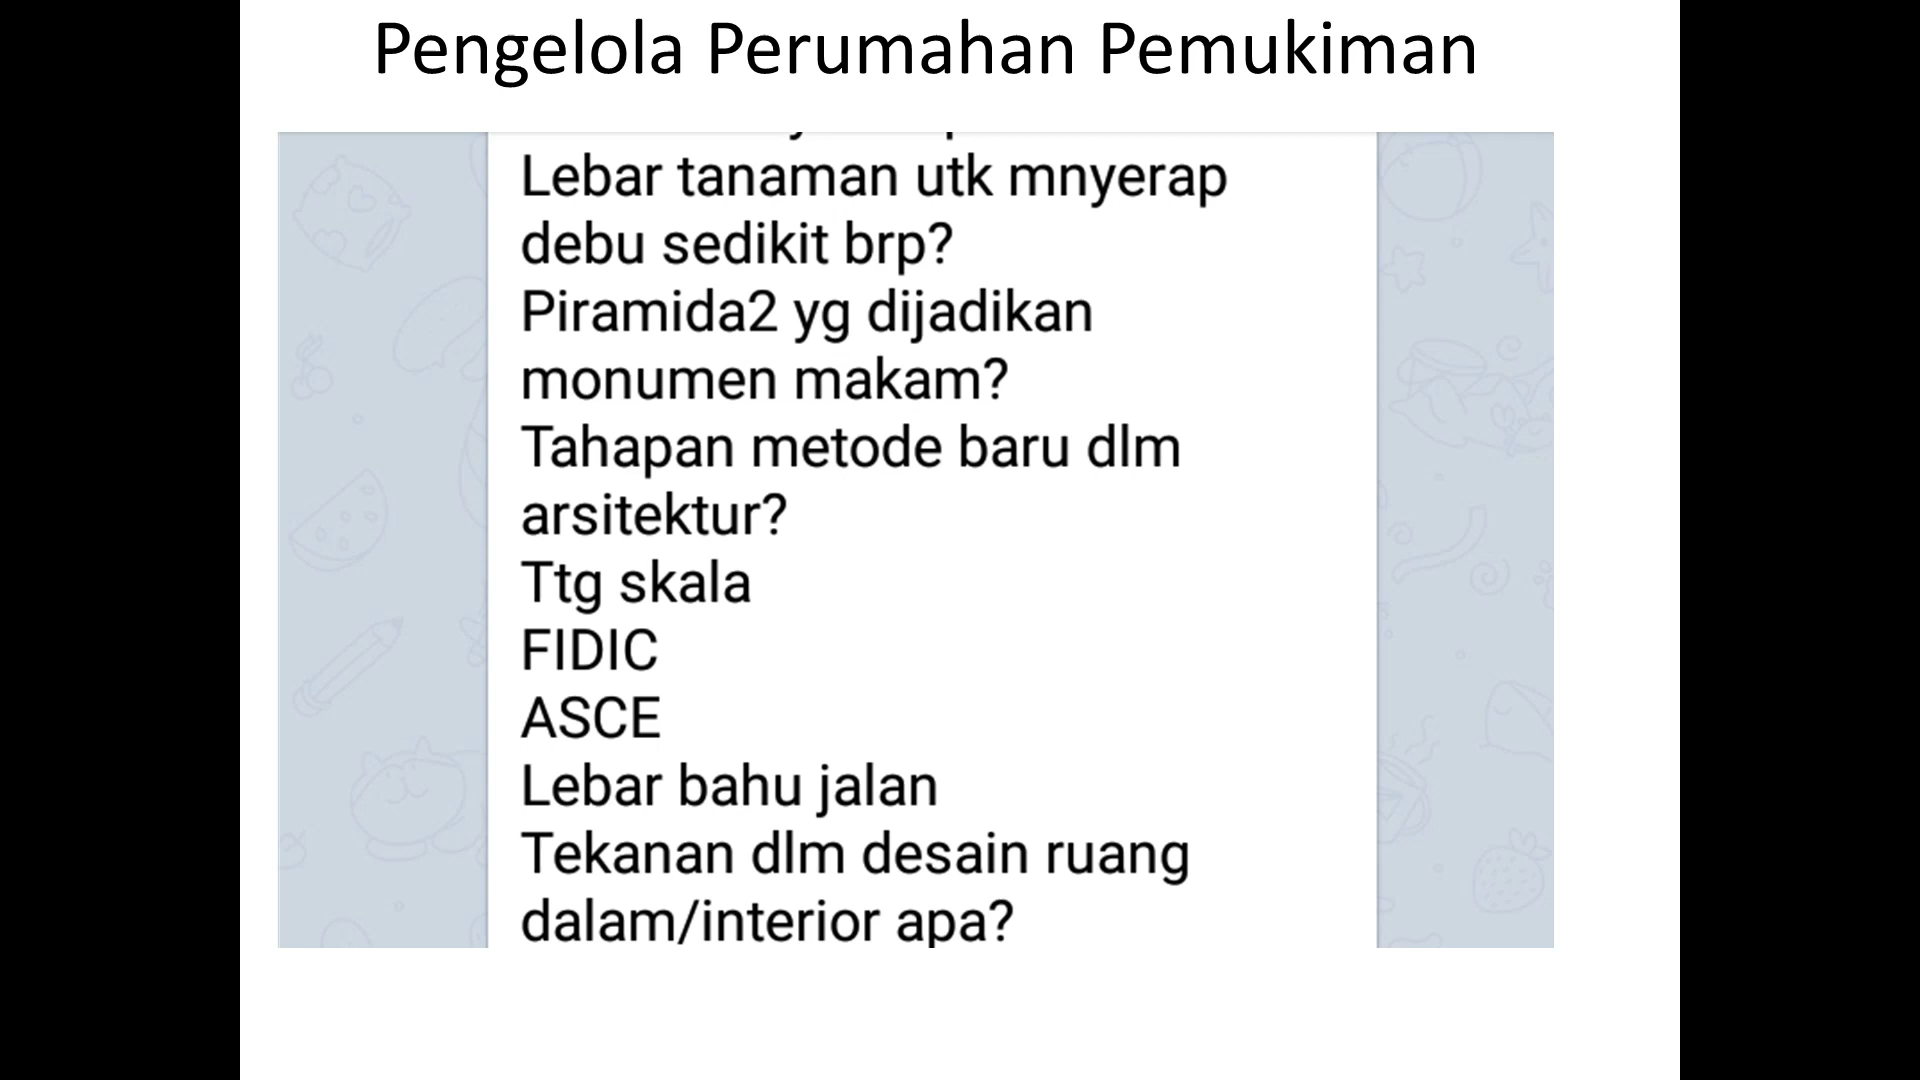 Pengelola Perumahan Pemukiman
Lebar tanaman utk mnyerap
debu sedikit brp?
Piramida2 yg dijadikan
monumen makam?
Tahapan metode baru dlm
arsitektur?
Ttg skala
FIDIC
ASCE
Lebar bahu jalan
Tekanan dlm desain ruang
dalam/interior apa?